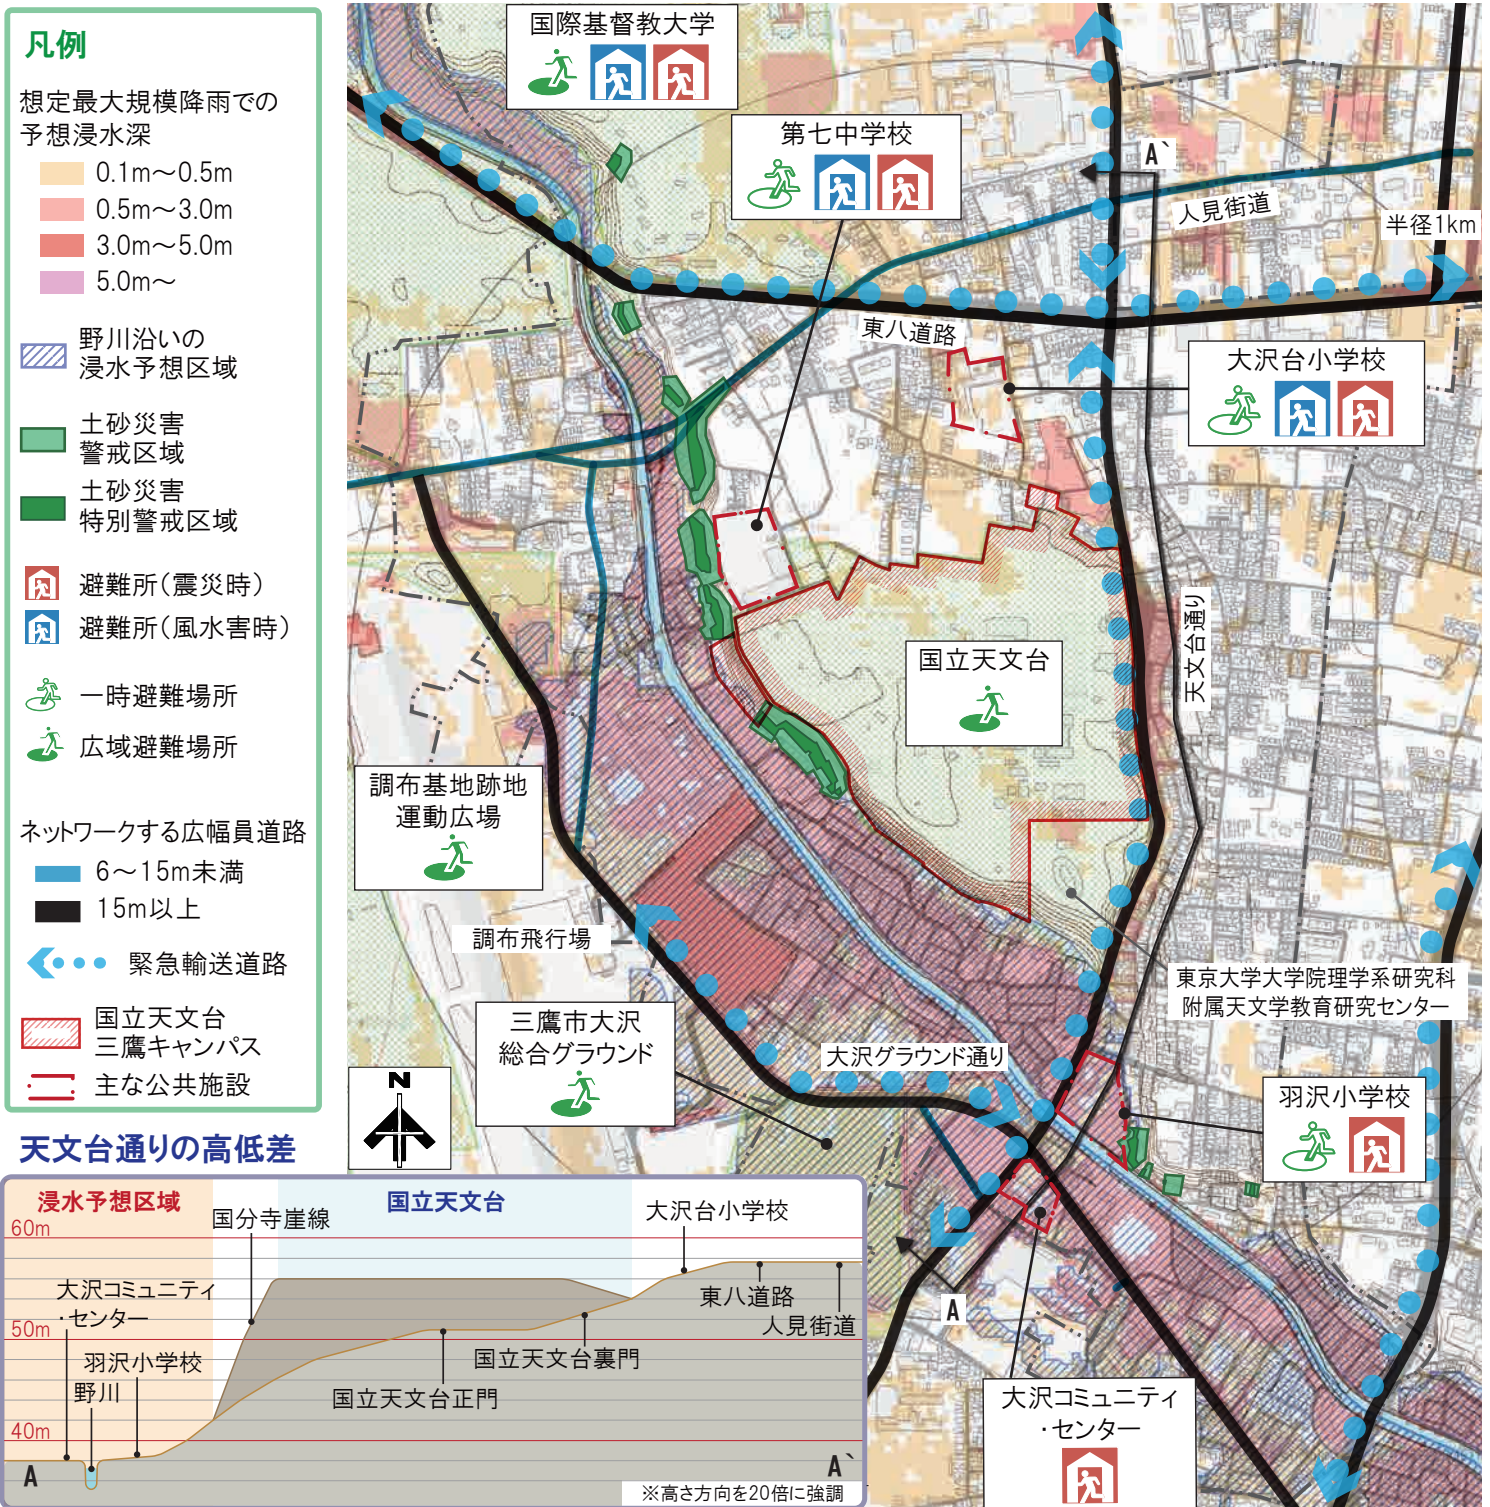 凡例
想定最大規模降雨での
予想浸水深
0.1m～0.5m
0.5m～3.0m
3.0m～5.0m
5.0m～
野川沿いの
浸水予想区域
土砂災害
警戒区域
土砂災害
特別警戒区域
避難所（震災時）
避難所（風水害時）
一時避難場所
広域避難場所
ネットワークする広幅員道路
6～15m未満
15m以上
緊急輸送道路
国立天文台
三鷹キャンパス
主な公共施設
国際基督教大学
第七中学校
A`
人見街道
半径1km
東八道路
大沢台小学校
天文台通り
国立天文台
調布基地跡地
運動広場
調布飛行場
東京大学大学院理学系研究科
附属天文学教育研究センター
三鷹市大沢
総合グラウンド
大沢グラウンド通り
羽沢小学校
N
A
大沢コミュニティ
・センター
天文台通りの高低差
浸水予想区域
国立天文台
60m
国分寺崖線
大沢台小学校
大沢コミュニティ
・センター
東八道路
50m
人見街道
羽沢小学校
国立天文台裏門
野川
国立天文台正門
40m
A
A`
※高さ方向を20倍に強調